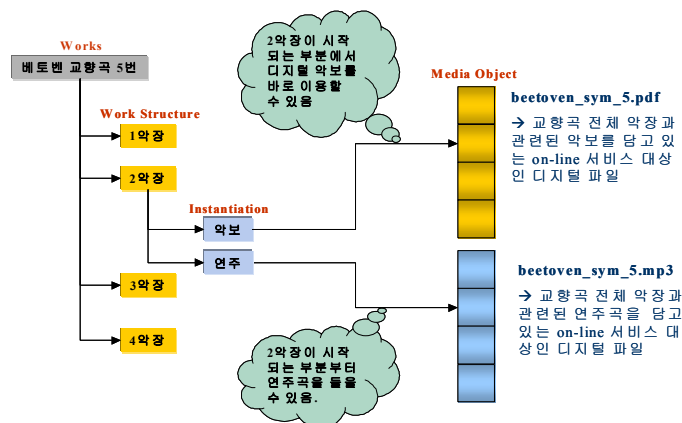 Works
베토벤 교향곡 5번
Work Structure
1악장
2악장
3악장
4악장
Instantiation
악보
연주
2악장이 시작
되는 부분에서
디지털 악보를
바로 이용할
수 있음
2악장이 시작
되는 부분부터
연주곡을 들을
수 있음.
Media Object
beetoven_sym_5.pdf
→ 교향곡 전체 악장과
관련된 악보를 담고 있
는 on-line 서비스 대상
인 디지털 파일
beetoven_sym_5.mp3
→ 교향곡 전체 악장과
관련된 연주곡을 담고
있는 on-line 서비스 대
상인 디지털 파일